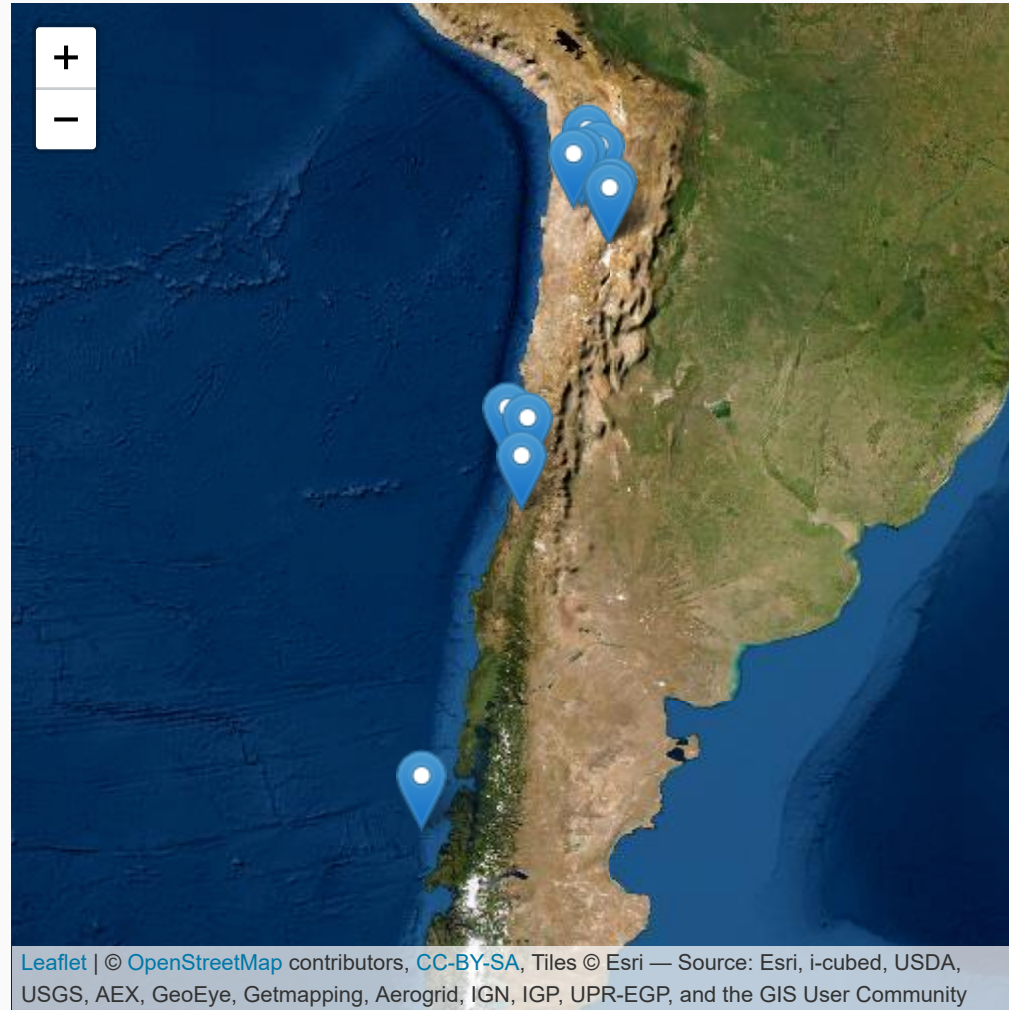 +
−
Leaflet | © OpenStreetMap contributors, CC-BY-SA, Tiles © Esri — Source: Esri, i-cubed, USDA,
USGS, AEX, GeoEye, Getmapping, Aerogrid, IGN, IGP, UPR-EGP, and the GIS User Community